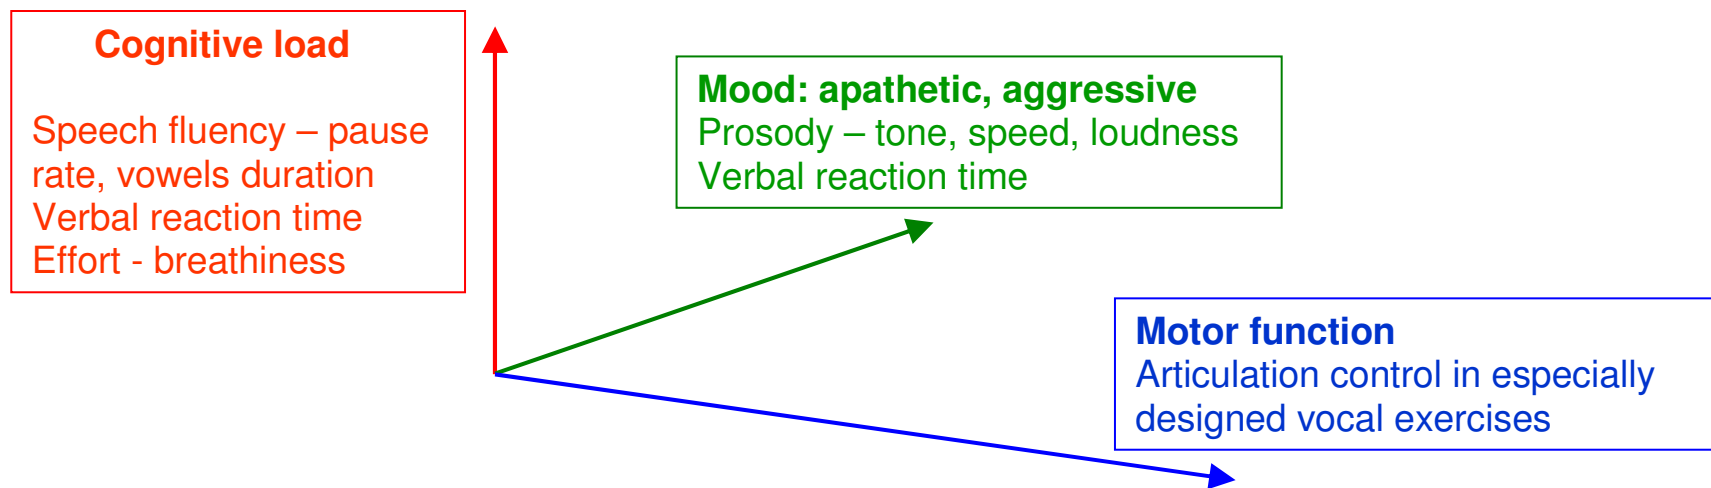 Cognitive load
Speech fluency – pause
rate, vowels duration
Verbal reaction time
Effort - breathiness
Mood: apathetic, aggressive
Prosody – tone, speed, loudness
Verbal reaction time
Motor function
Articulation control in especially
designed vocal exercises